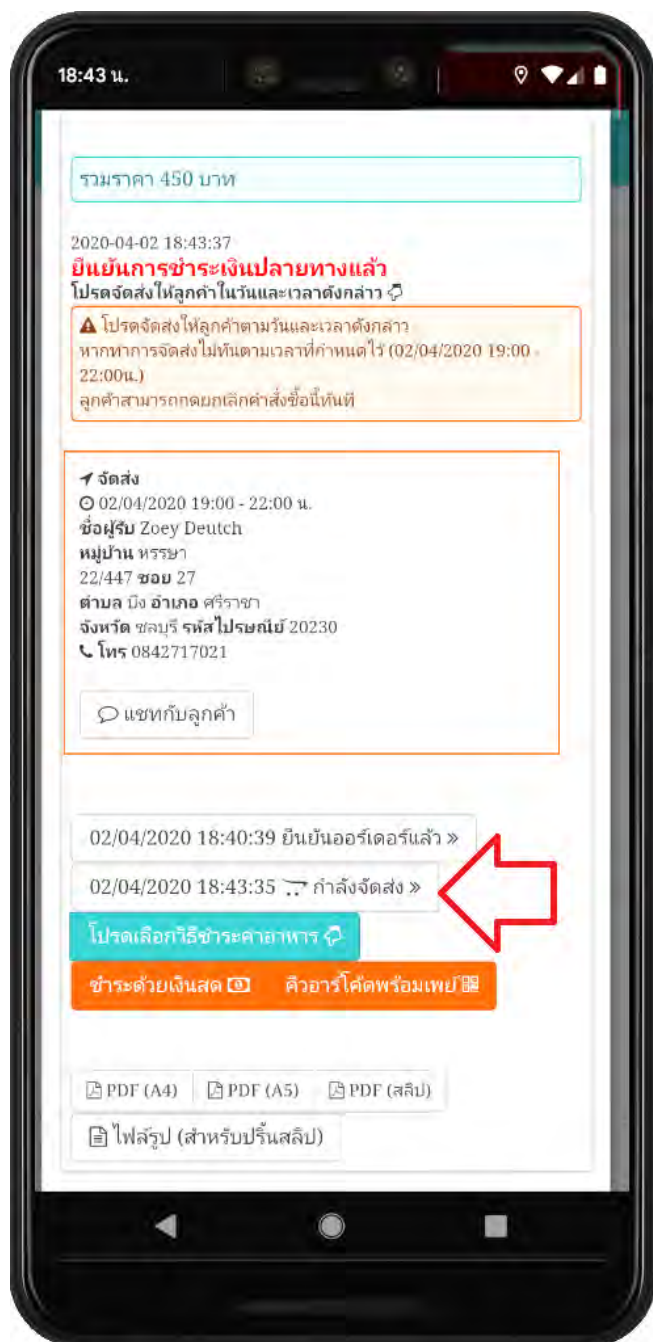 18:43 น.
รวมราคา 450 บาท
2020-04-02 18:43:37
ยืนยันการชำระเงินปลายทางแล้ว
โปรดจัดส่งให้ลูกค้าในวันและเวลาดังกล่าว
โปรดจัดส่งให้ลูกค้าตามวันและเวลาดังกล่าว
หากทำการจัดส่งไม่ทันตามเวลาที่กำหนดไว้ (02/04/2020 19:00 -
22:00น.)
ลูกค้าสามารถกดยกเลิกคำสั่งซื้อนี้ทันที
จัดส่ง
02/04/2020 19:00 - 22:00 น.
ชื่อผู้รับ Zoey Deutch
หมู่บ้าน หรรษา
22/447 ซอย 27
ตำบล บึง อำเภอ ศรีราชา
จังหวัด ชลบุรี รหัสไปรษณีย์ 20230
โทร 0842717021
แชทกับลูกค้า
02/04/2020 18:40:39 ยืนยันออร์เดอร์แล้ว »
02/04/2020 18:43:35 กำลังจัดส่ง »
โปรดเลือกวิธีชำระค่าอาหาร
ชำระด้วยเงินสด คิวอาร์โค้ดพร้อมเพย์
PDF (A4) PDF (A5) PDF (สลิป)
ไฟล์รูป (สำหรับปริ้นสลิป)